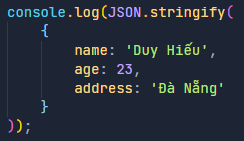 console.log(JSON.stringify(
{
name: 'Duy Hiếu',
age: 23,
address: 'Đà Nẵng'
}
));